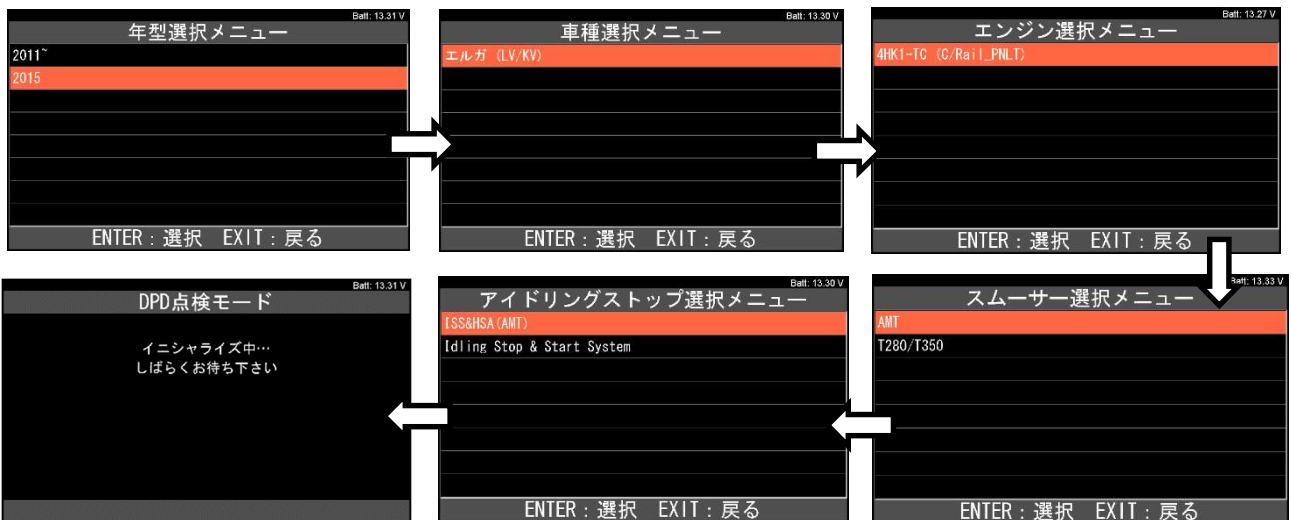 Batt: 13.31 V
年型選択メニュー
2011~
2015
ENTER：選択 EXIT：戻る
Batt: 13.30 V
車種選択メニュー
エルガ (LV/KV)
ENTER：選択 EXIT：戻る
Batt: 13.27 V
エンジン選択メニュー
4HK1-TC (C/Rail_PNLT)
ENTER：選択 EXIT：戻る
Batt: 13.33 V
スムーサー選択メニュー
AMT
T280/T350
ENTER：選択 EXIT：戻る
Batt: 13.30 V
アイドリングストップ選択メニュー
ISS&HSA(AMT)
Idling Stop & Start System
ENTER：選択 EXIT：戻る
Batt: 13.31 V
DPD点検モード
イニシャライズ中…
しばらくお待ち下さい